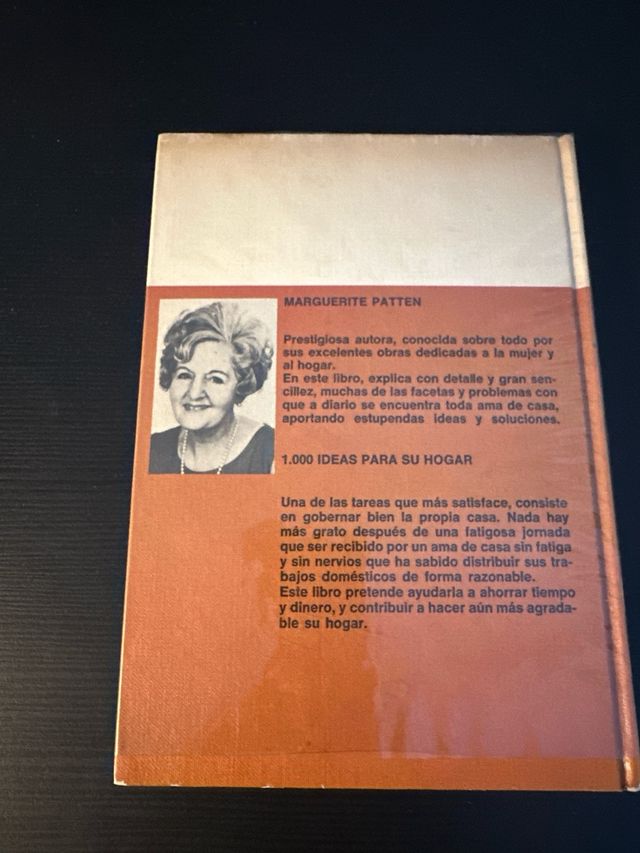 MARGUERITE PATTEN
Prestigiosa autora, conocida sobre todo por
sus excelentes obras dedicadas a la mujer y
al hogar.
En este libro, explica con detalle y gran sen-
cillez, muchas de las facetas y problemas con
que a diario se encuentra toda ama de casa,
aportando estupendas ideas y soluciones.
1.000 IDEAS PARA SU HOGAR
Una de las tareas que más satisface, consiste
en gobernar bien la propia casa. Nada hay
más grato después de una fatigosa jornada
que ser recibido por un ama de casa sin fatiga
y sin nervios que ha sabido distribuir sus tra-
bajos domésticos de forma razonable.
Este libro pretende ayudarla a ahorrar tiempo
y dinero, y contribuir a hacer aún más agrada-
ble su hogar.